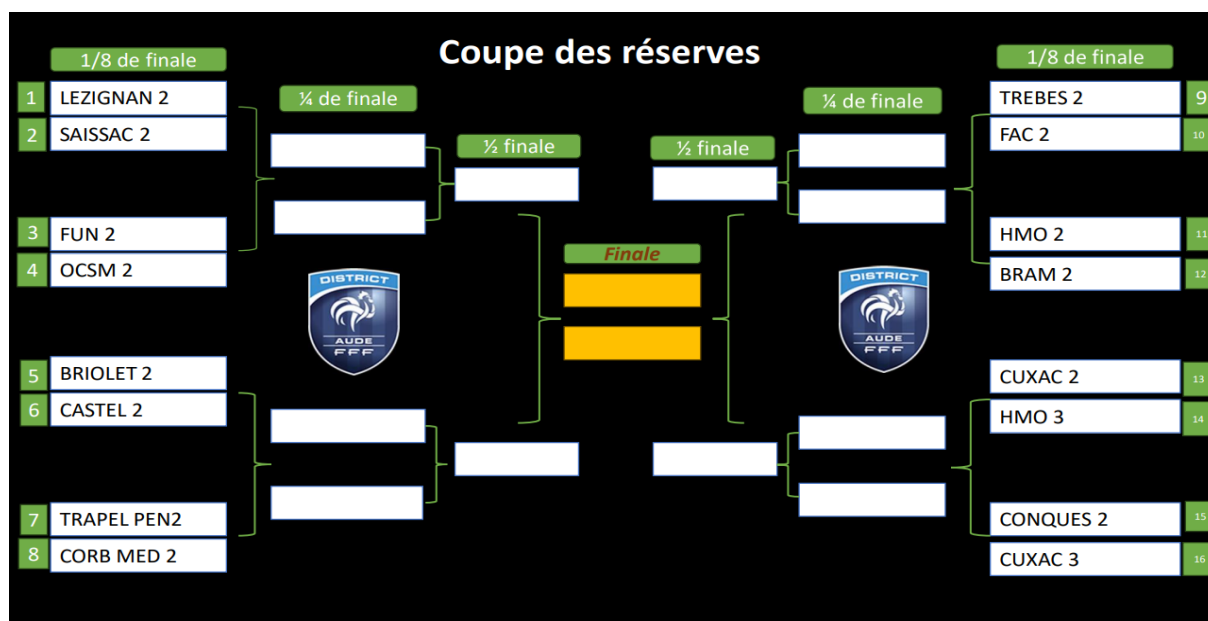 Coupe des réserves
1/8 de finale
1 LEZIGNAN 2
2 SAISSAC 2
3 FUN 2
4 OCSM 2
5 BRIOLET 2
6 CASTEL 2
7 TRAPEL PEN2
8 CORB MED 2
¼ de finale
½ finale
DISTRICT
AUDE
FFF
Finale
½ finale
¼ de finale
DISTRICT
AUDE
FFF
1/8 de finale
TREBES 2 9
FAC 2 10
HMO 2 11
BRAM 2 12
CUXAC 2 13
HMO 3 14
CONQUES 2 15
CUXAC 3 16